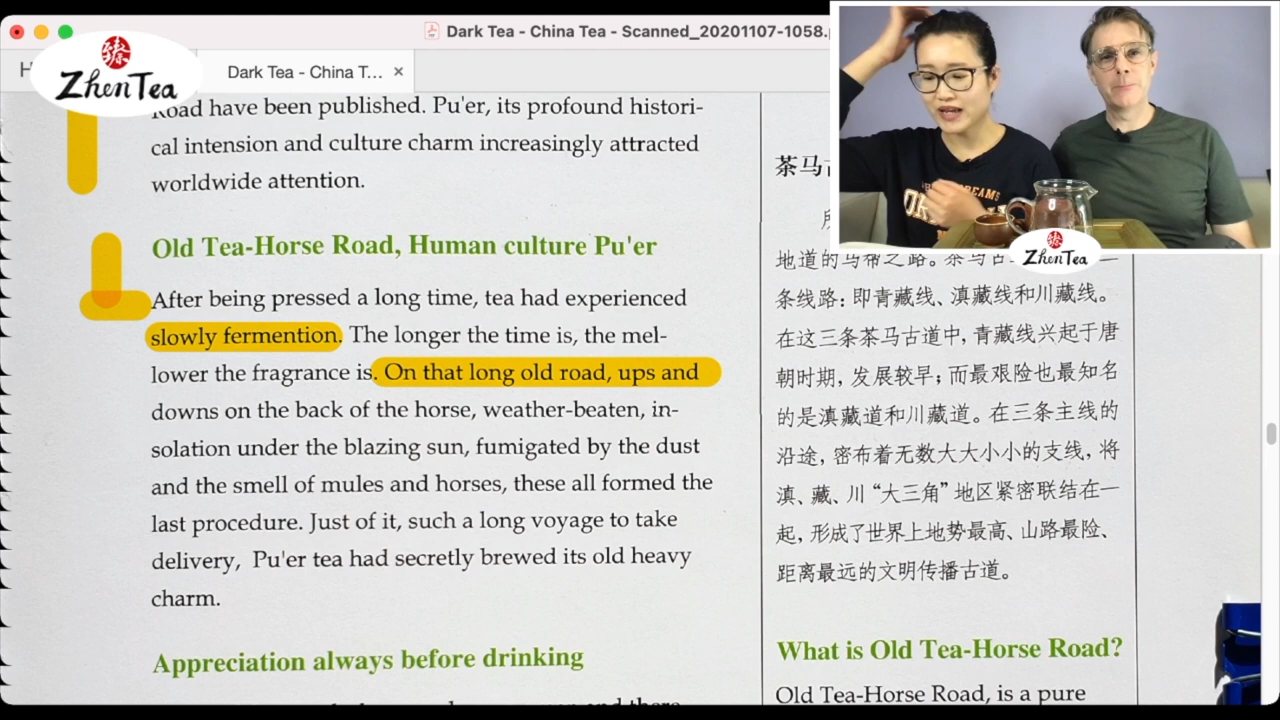 Dark Tea - China Tea - Scanned_20201107-1058.p
Dark Tea - China T... ×
臻
ZhenTea
Road have been published. Pu'er, its profound histori-
cal intension and culture charm increasingly attracted
worldwide attention.
Old Tea-Horse Road, Human culture Pu'er
After being pressed a long time, tea had experienced
slowly fermention. The longer the time is, the mel-
lower the fragrance is. On that long old road, ups and
downs on the back of the horse, weather-beaten, in-
solation under the blazing sun, fumigated by the dust
and the smell of mules and horses, these all formed the
last procedure. Just of it, such a long voyage to take
delivery, Pu'er tea had secretly brewed its old heavy
charm.
Appreciation always before drinking
茶马
地道的马帮之路。茶马古
条线路：即青藏线、滇藏线和川藏线。
在这三条茶马古道中，青藏线兴起于唐
朝时期，发展较早；而最艰险也最知名
的是滇藏道和川藏道。在三条主线的
沿途，密布着无数大大小小的支线，将
滇、藏、川“大三角”地区紧密联结在一
起，形成了世界上地势最高、山路最险、
距离最远的文明传播古道。
What is Old Tea-Horse Road?
Old Tea-Horse Road, is a pure
臻
ZhenTea